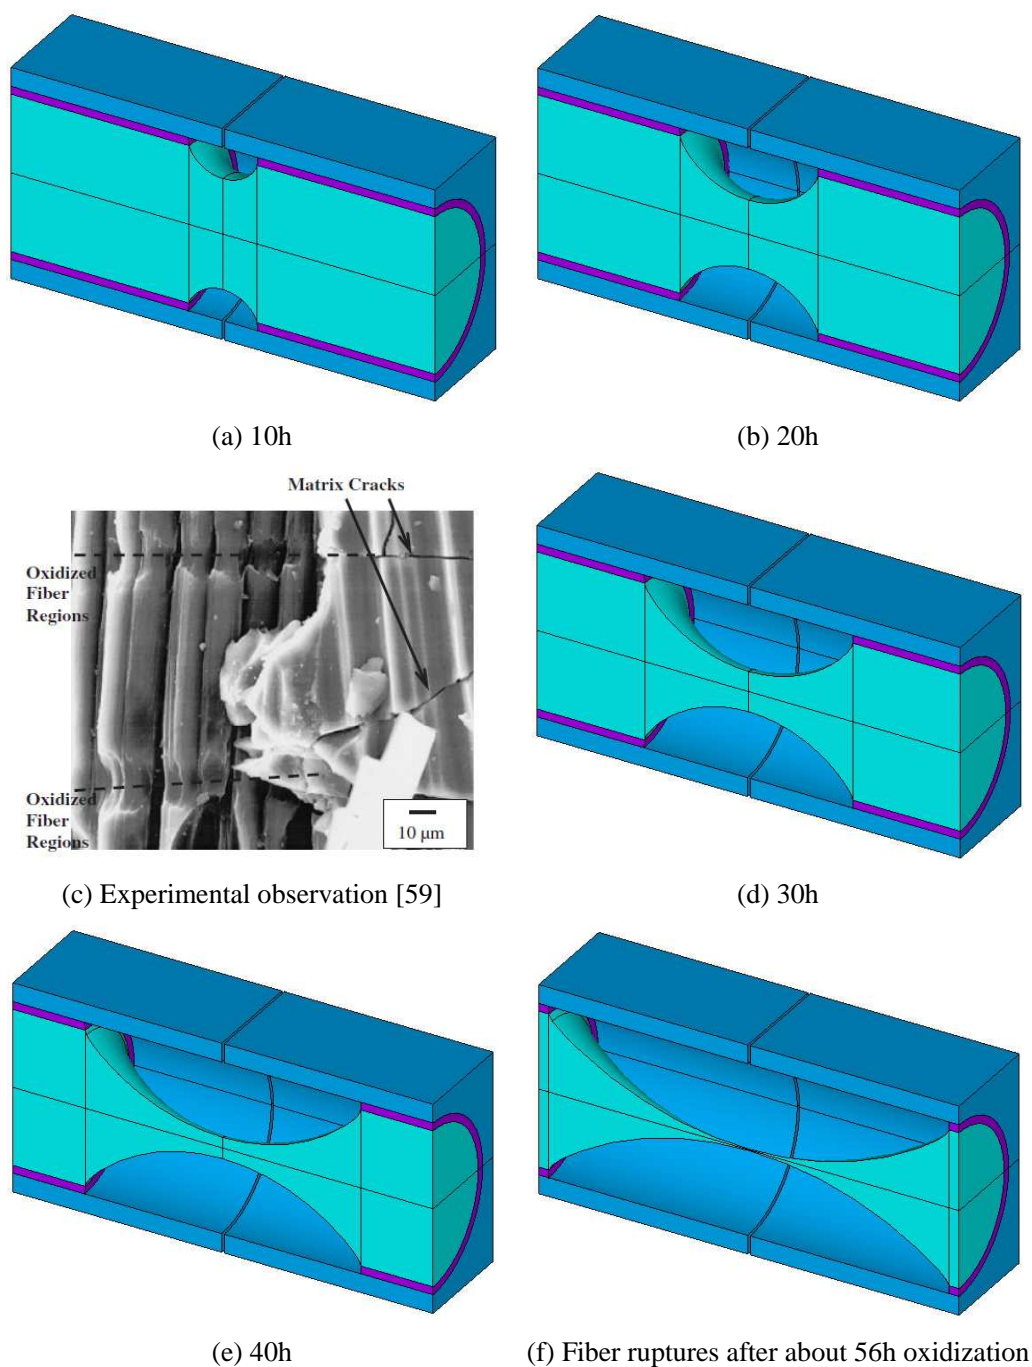 (a) 10h
(b) 20h
Matrix Cracks
Oxidized
Fiber
Regions
Oxidized
Fiber
Regions
10 μm
(c) Experimental observation [59]
(d) 30h
(e) 40h
(f) Fiber ruptures after about 56h oxidization